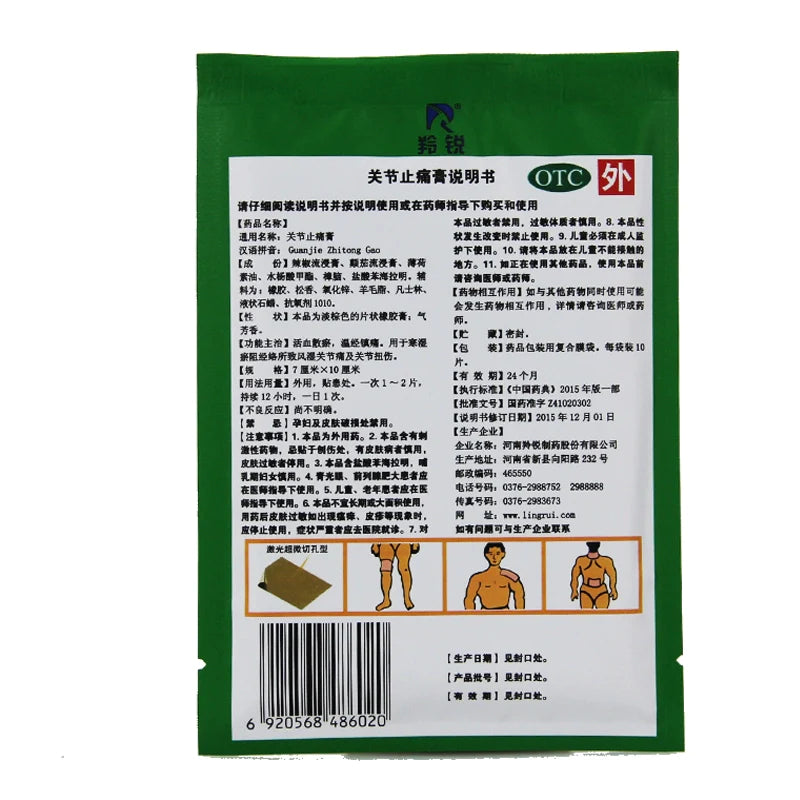 羚锐
关节止痛膏说明书
OTC
外
请仔细阅读说明书并按说明使用或在药师指导下购买和使用
【药品名称】
通用名称：关节止痛膏
汉语拼音：Guanjie Zhitong Gao
【成 份】辣椒流浸膏、颠茄流浸膏、薄荷
素油、水杨酸甲酯、樟脑、盐酸苯海拉明。辅
料为：橡胶、松香、氧化锌、羊毛脂、凡士林、
液状石蜡、抗氧剂1010。
【性 状】本品为淡棕色的片状橡胶膏；气
芳香。
【功能主治】活血散瘀，温经镇痛。用于寒湿
瘀阻经络所致风湿关节痛及关节扭伤。
【规 格】7厘米×10厘米
【用法用量】外用，贴患处。一次1～2片，
持续12小时，一日1次。
【不良反应】尚不明确。
【禁 忌】孕妇及皮肤破损处禁用。
【注意事项】1.本品为外用药。2.本品含有刺
激性药物，忌贴于创伤处，有皮肤病者慎用，
皮肤过敏者停用。3.本品含盐酸苯海拉明，哺
乳期妇女慎用。4.青光眼、前列腺肥大患者应
在医师指导下使用。5.儿童、老年患者应在医
师指导下使用。6.本品不宜长期或大面积使用，
用药后皮肤过敏如出现瘙痒、皮疹等现象时，
应停止使用，症状严重者应去医院就诊。7.对
本品过敏者禁用，过敏体质者慎用。8.本品性
状发生改变时禁止使用。9.儿童必须在成人监
护下使用。10.请将本品放在儿童不能接触的
地方。11.如正在使用其他药品，使用本品前
请咨询医师或药师。
【药物相互作用】如与其他药物同时使用可能
会发生药物相互作用，详情请咨询医师或药
师。
【贮 藏】密封。
【包 装】药品包装用复合膜袋。每袋装10
片。
【有 效 期】24个月
【执行标准】《中国药典》2015年版一部
【批准文号】国药准字Z41020302
【说明书修订日期】2015年12月01日
【生产企业】
企业名称：河南羚锐制药股份有限公司
生产地址：河南省新县向阳路232号
邮政编码：465550
电话号码：0376-2988752 2988888
传真号码：0376-2983673
网 址：www.lingrui.com
如有问题可与生产企业联系
激光超微切孔型
【生产日期】见封口处。
【产品批号】见封口处。
【有 效 期】见封口处。
6 920568 486020